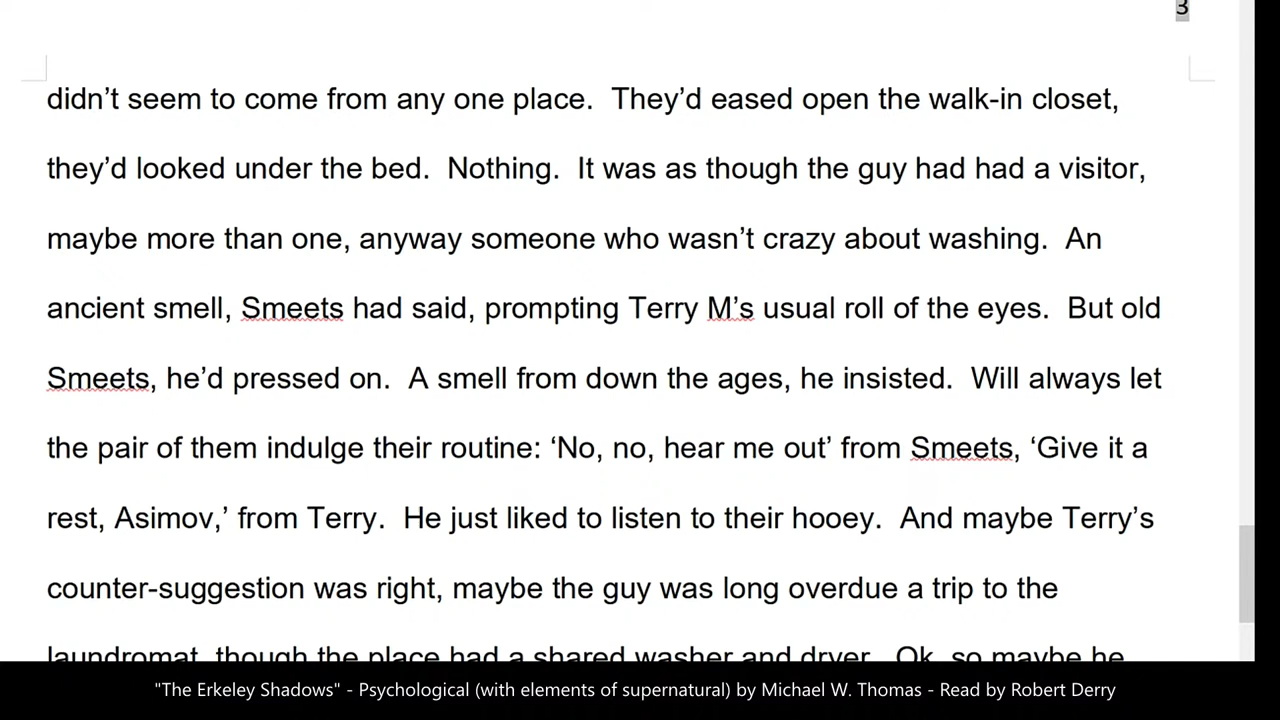 3
didn’t seem to come from any one place.  They’d eased open the walk-in closet,
they’d looked under the bed.  Nothing.  It was as though the guy had had a visitor,
maybe more than one, anyway someone who wasn’t crazy about washing.  An
ancient smell, Smeets had said, prompting Terry M’s usual roll of the eyes.  But old
Smeets, he’d pressed on.  A smell from down the ages, he insisted.  Will always let
the pair of them indulge their routine: ‘No, no, hear me out’ from Smeets, ‘Give it a
rest, Asimov,’ from Terry.  He just liked to listen to their hooey.  And maybe Terry’s
counter-suggestion was right, maybe the guy was long overdue a trip to the
laundromat, though the place had a shared washer and dryer.  Ok, so maybe he
"The Erkeley Shadows" - Psychological (with elements of supernatural) by Michael W. Thomas - Read by Robert Derry